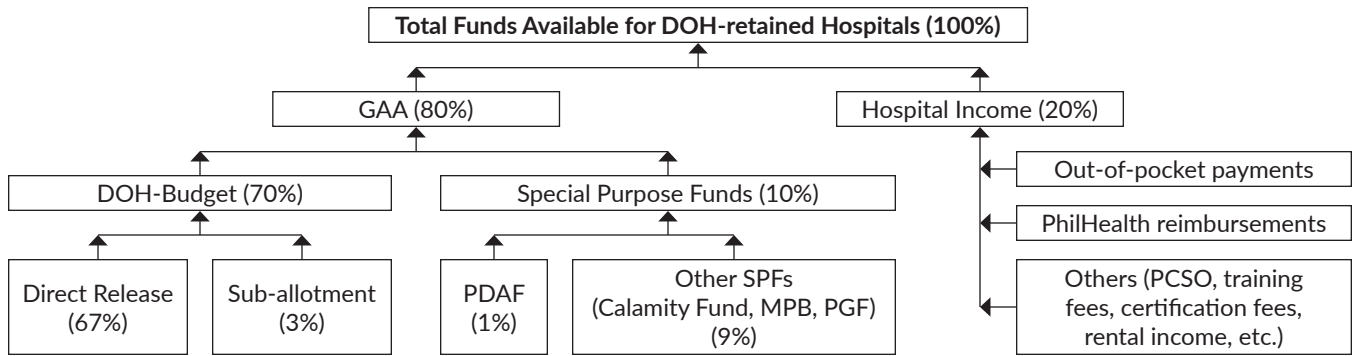 Total Funds Available for DOH-retained Hospitals (100%)
GAA (80%)
Hospital Income (20%)
DOH-Budget (70%)
Special Purpose Funds (10%)
Out-of-pocket payments
PhilHealth reimbursements
Direct Release
(67%)
Sub-allotment
(3%)
PDAF
(1%)
Other SPFs
(Calamity Fund, MPB, PGF)
(9%)
Others (PCSO, training
fees, certification fees,
rental income, etc.)